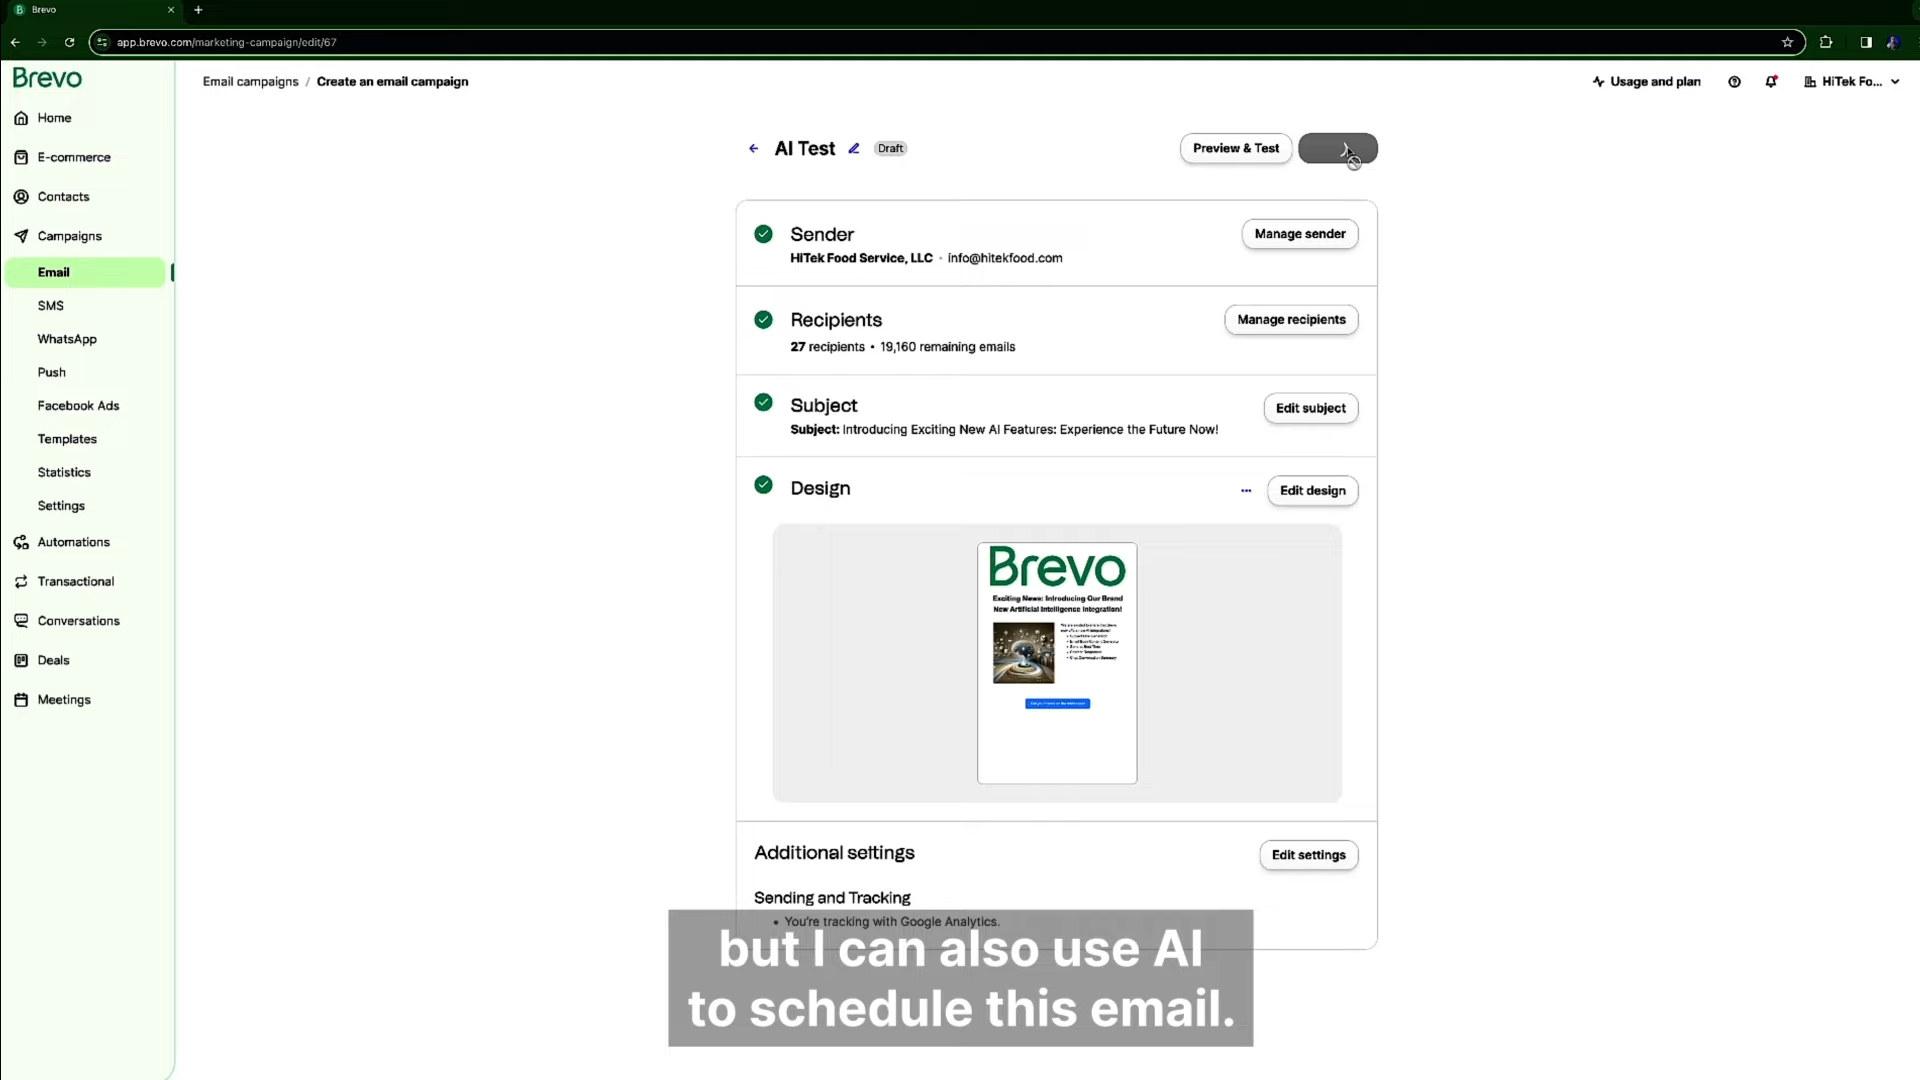 Brevo
app.brevo.com/marketing-campaign/edit/67
Brevo
Email campaigns / Create an email campaign
Usage and plan
HiTek Fo...
Home
E-commerce
Contacts
Campaigns
Email
SMS
WhatsApp
Push
Facebook Ads
Templates
Statistics
Settings
Automations
Transactional
Conversations
Deals
Meetings
AI Test
Draft
Preview & Test
Sender
HiTek Food Service, LLC • info@hitekfood.com
Manage sender
Recipients
27 recipients • 19,160 remaining emails
Manage recipients
Subject
Subject: Introducing Exciting New AI Features: Experience the Future Now!
Edit subject
Design
Edit design
Brevo
Exciting News: Introducing Our Brand
New Artificial Intelligence Integration!
Additional settings
Edit settings
Sending and Tracking
• You're tracking with Google Analytics.
but I can also use AI
to schedule this email.